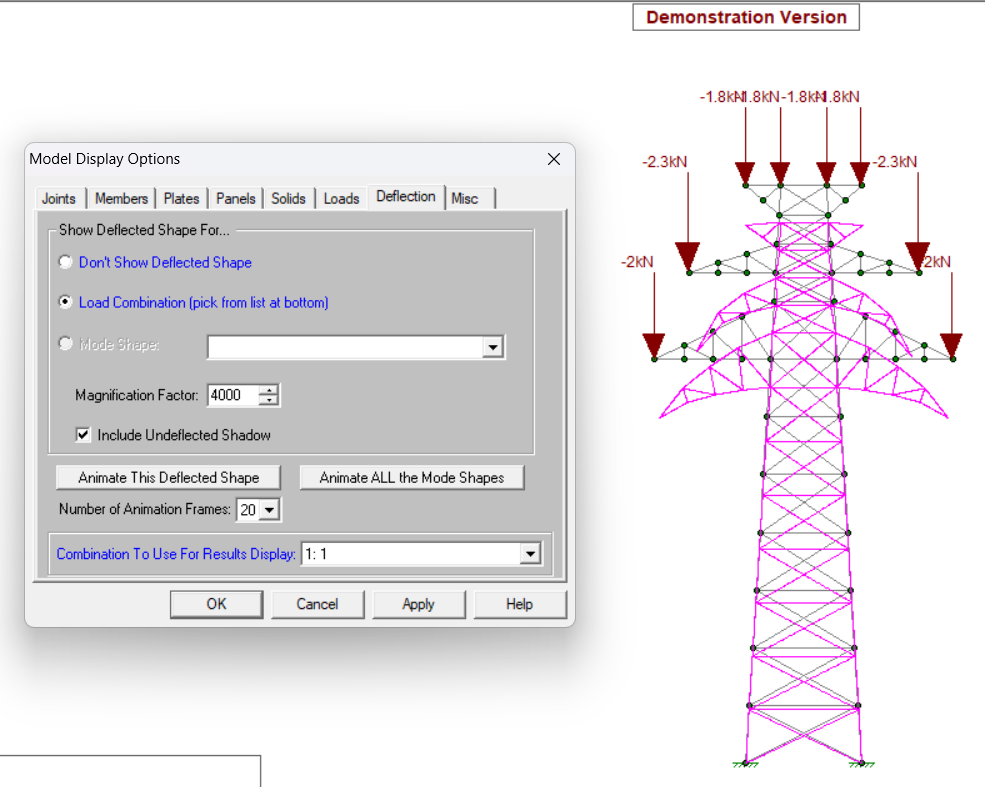 Demonstration Version
-1.8kN -1.8kN -1.8kN -1.8kN
-2.3kN -2.3kN
-2kN -2kN
Model Display Options
Joints Members Plates Panels Solids Loads Deflection Misc
Show Deflected Shape For...
Don't Show Deflected Shape
Load Combination (pick from list at bottom)
Mode Shape:
Magnification Factor: 4000
Include Undeflected Shadow
Animate This Deflected Shape Animate ALL the Mode Shapes
Number of Animation Frames: 20
Combination To Use For Results Display: 1: 1
OK Cancel Apply Help